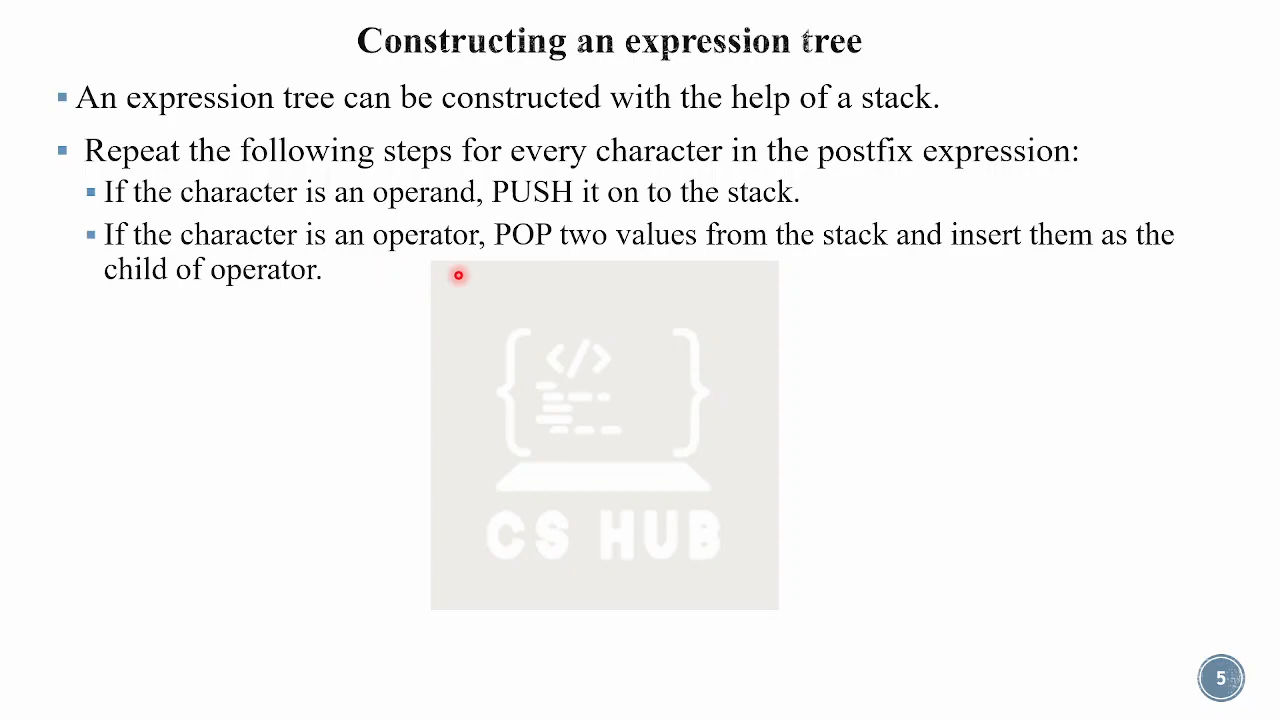 Constructing an expression tree
▪ An expression tree can be constructed with the help of a stack.
▪ Repeat the following steps for every character in the postfix expression:
▪ If the character is an operand, PUSH it on to the stack.
▪ If the character is an operator, POP two values from the stack and insert them as the
child of operator.
</>
CS HUB
5